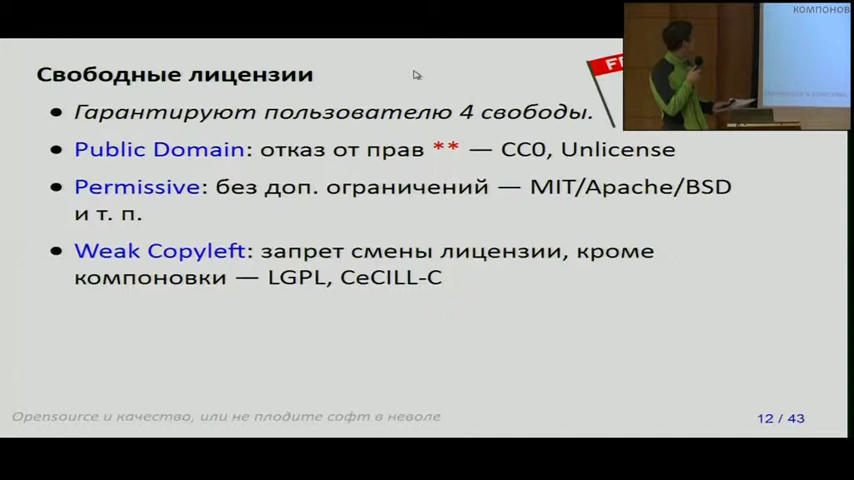 компонов
Свободные лицензии
Гарантируют пользователю 4 свободы.
Public Domain: отказ от прав ** — CC0, Unlicense
Permissive: без доп. ограничений — MIT/Apache/BSD
и т. п.
Weak Copyleft: запрет смены лицензии, кроме
компоновки — LGPL, CeCILL-C
Opensource и качество, или не плодите софт в неволе
12 / 43